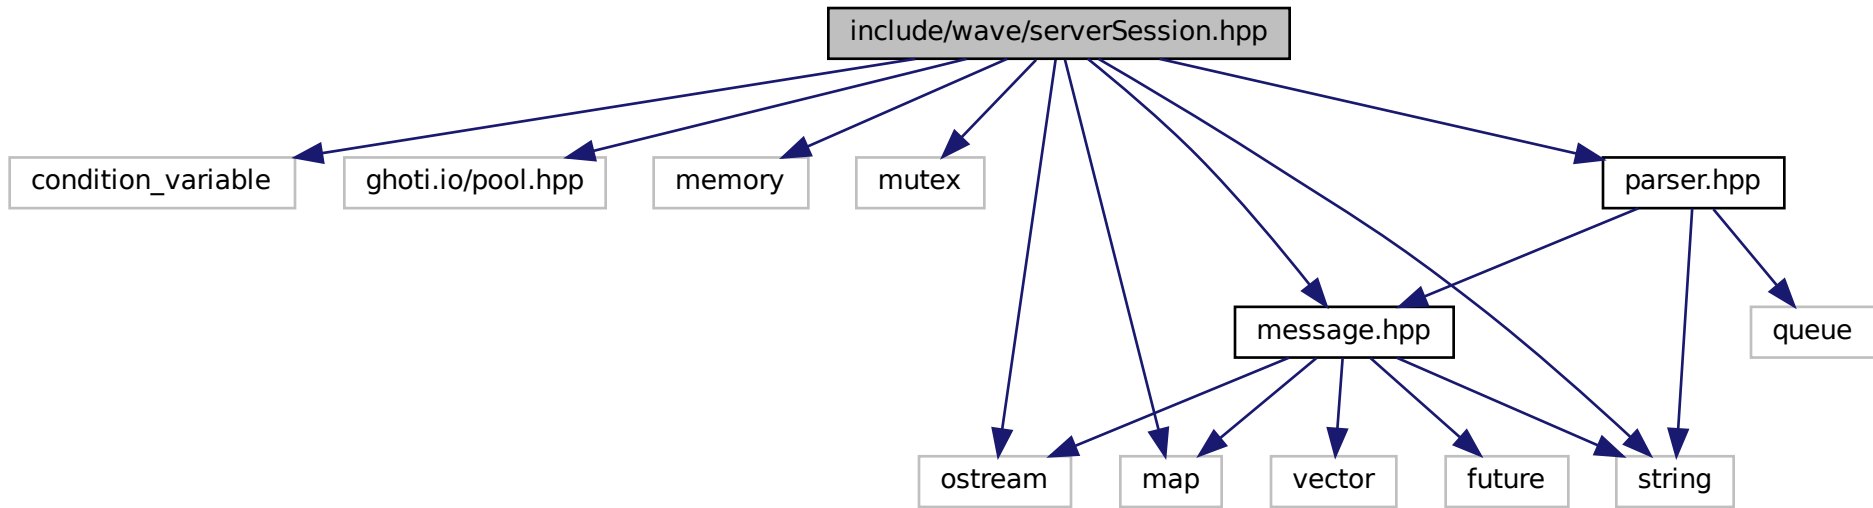 include/wave/serverSession.hpp
condition_variable
ghoti.io/pool.hpp
memory
mutex
parser.hpp
message.hpp
queue
ostream
map
vector
future
string